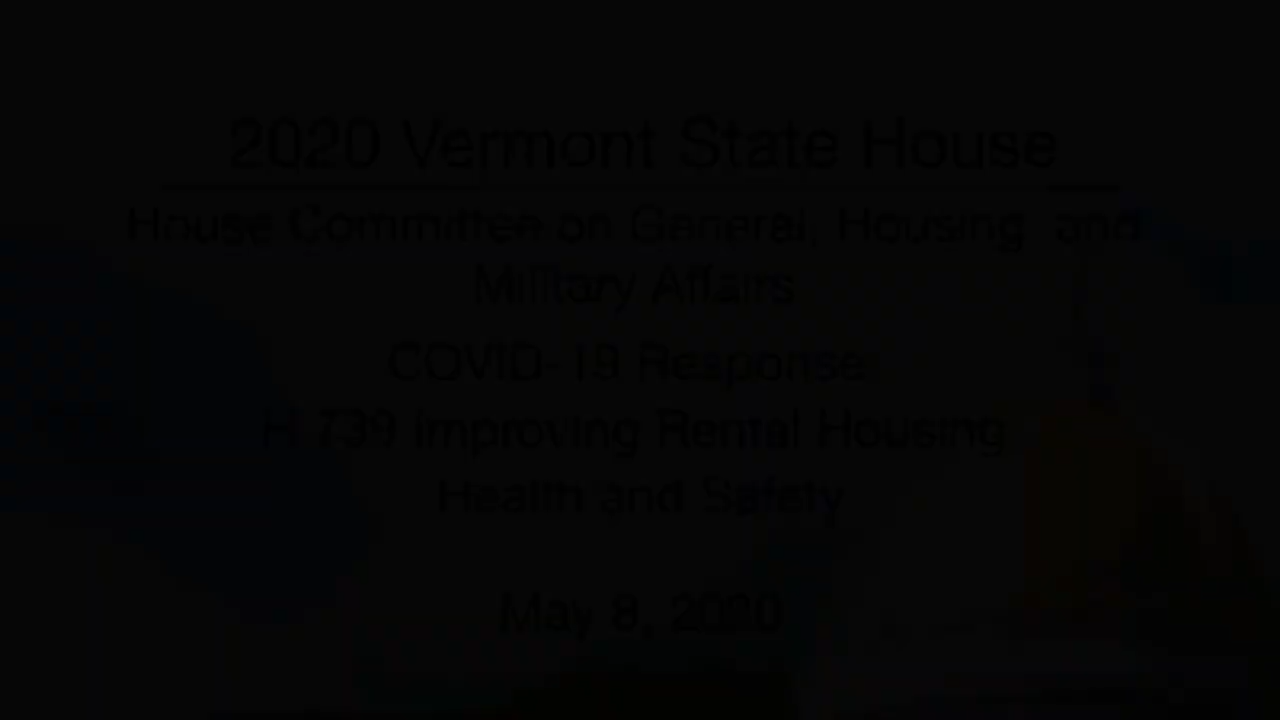 2020 Vermont State House
House Committee on General, Housing, and
Military Affairs
COVID-19 Response
H.739 Improving Rental Housing
Health and Safety
May 8, 2020